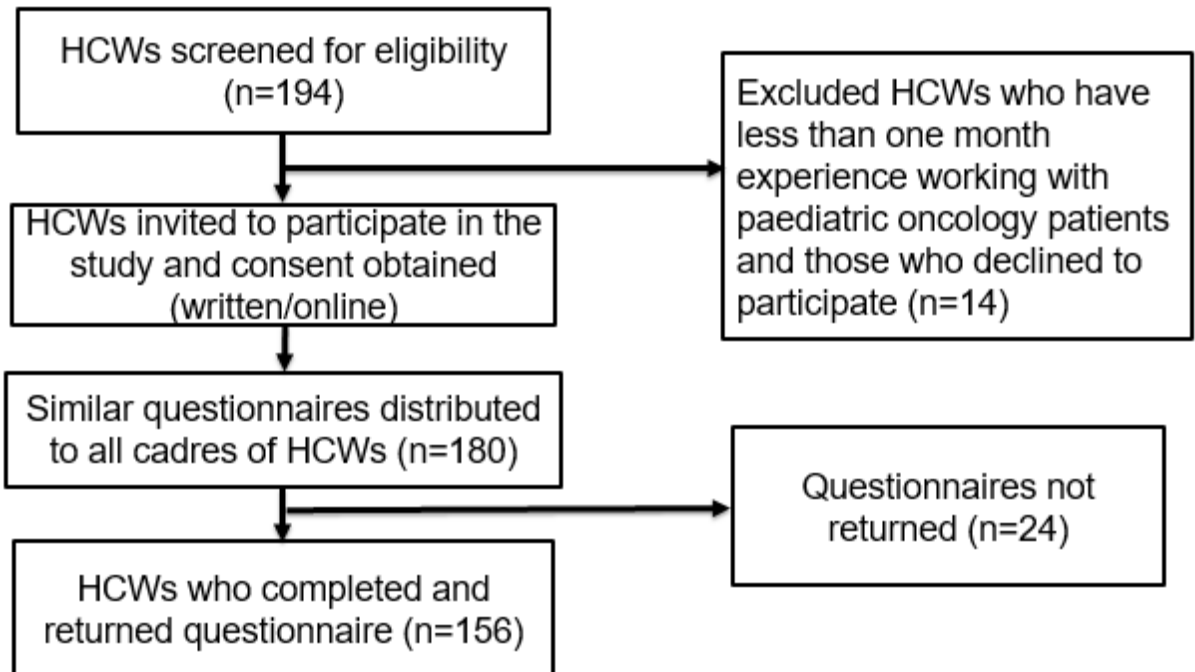 HCWs screened for eligibility
(n=194)
Excluded HCWs who have
less than one month
experience working with
paediatric oncology patients
and those who declined to
participate (n=14)
HCWs invited to participate in the
study and consent obtained
(written/online)
Similar questionnaires distributed
to all cadres of HCWs (n=180)
Questionnaires not
returned (n=24)
HCWs who completed and
returned questionnaire (n=156)